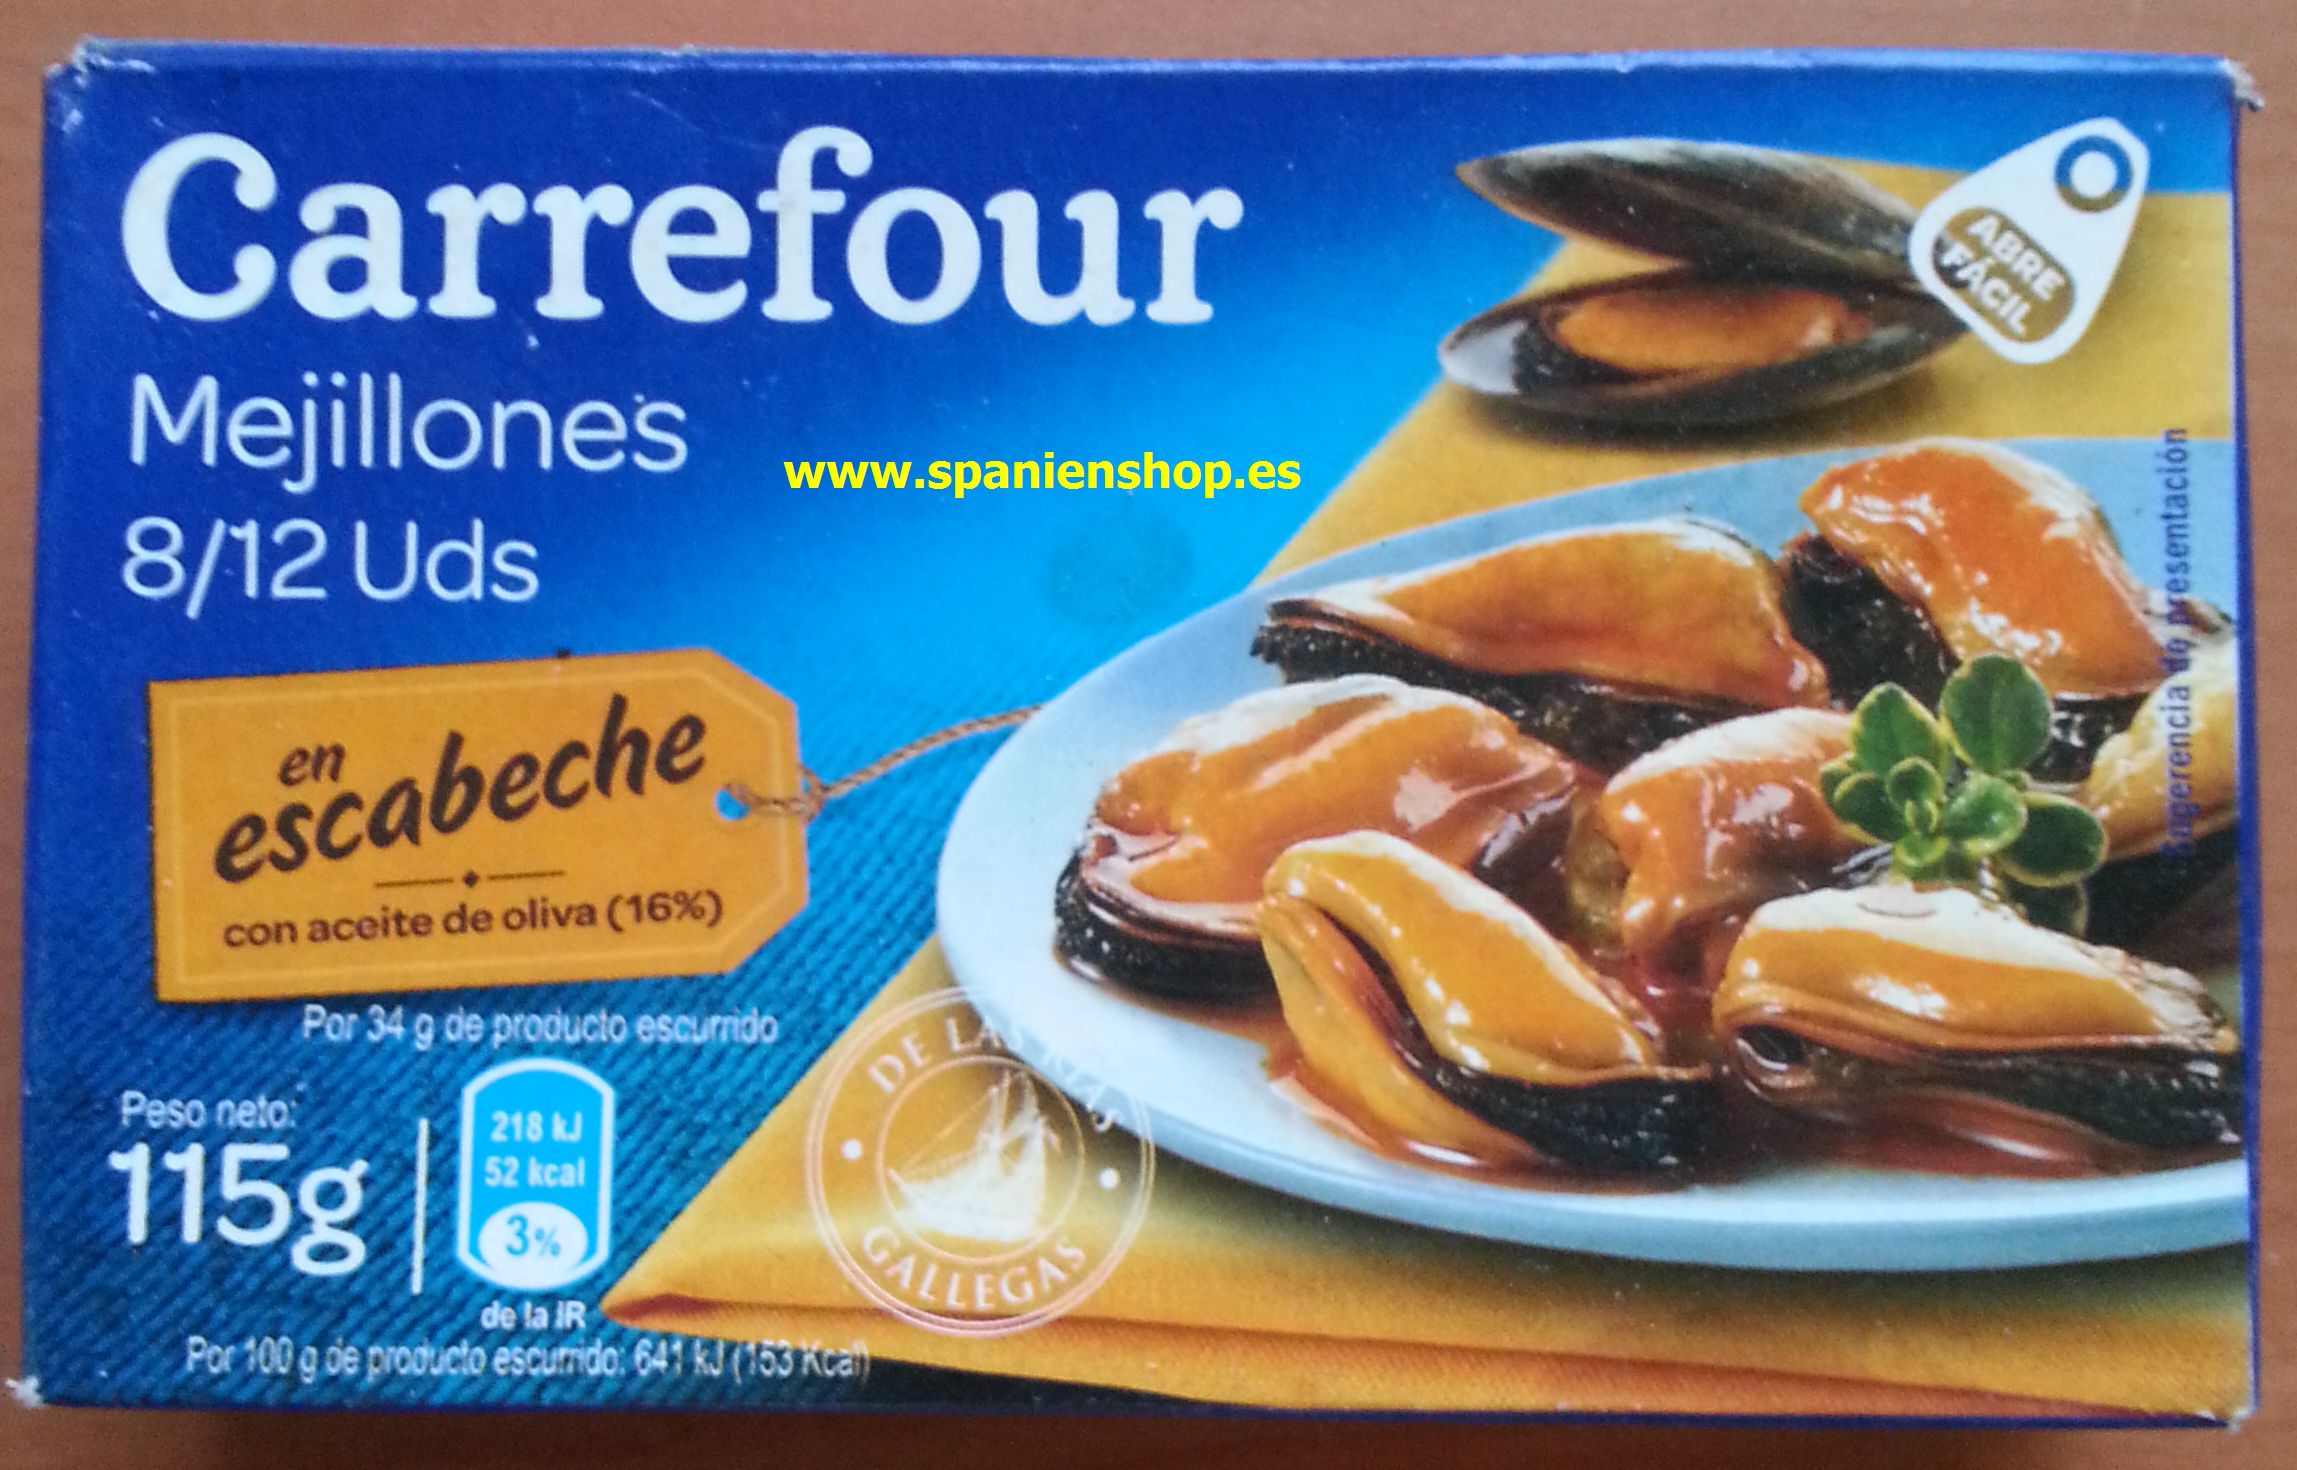 Carrefour
ABRE
FÁCIL
Mejillones
www.spanienshop.es
8/12 Uds
Sugerencia de presentación
en
escabeche
con aceite de oliva (16%)
Por 34 g de producto escurrido
Peso neto:
115g
218 kJ
52 kcal
3%
de la IR
DE LAS RÍAS
GALLEGAS
Por 100 g de producto escurrido: 641 kJ (153 Kcal)